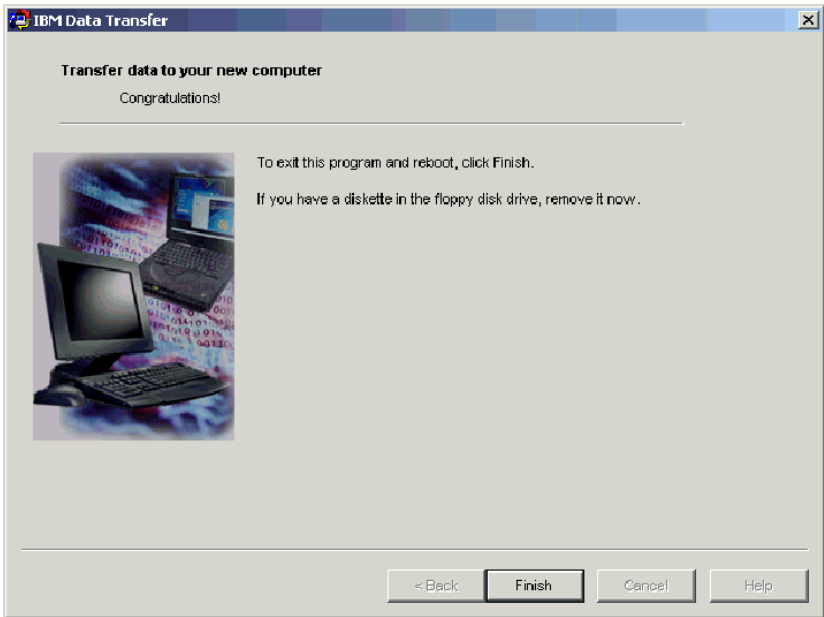 IBM Data Transfer
Transfer data to your new computer
Congratulations!
To exit this program and reboot, click Finish.
If you have a diskette in the floppy disk drive, remove it now.
< Back
Finish
Cancel
Help